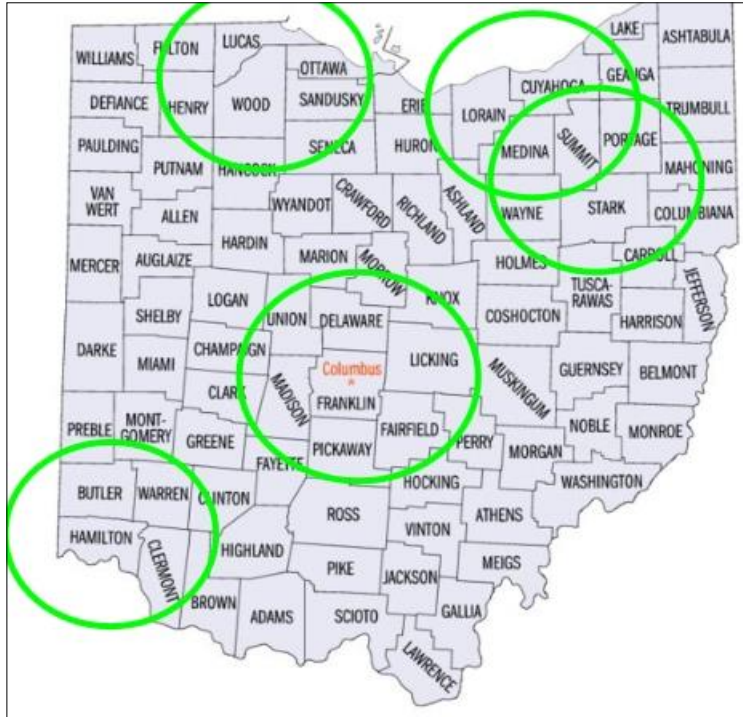 LAKE
ASHTABULA
FULTON
LUCAS
WILLIAMS
OTTAWA
GEAUGA
CUYAHOGA
DEFIANCE
HENRY
WOOD
SANDUSKY
ERIE
LORAIN
TRUMBULL
PAULDING
SENECA
HURON
MEDINA
SUMMIT
PORTAGE
PUTNAM
HANCOCK
MAHONING
VAN
WERT
ALLEN
WYANDOT
CRAWFORD
RICHLAND
ASHLAND
WAYNE
STARK
COLUMBIANA
MERCER
AUGLAIZE
HARDIN
MARION
MORROW
HOLMES
CARROLL
JEFFERSON
LOGAN
UNION
DELAWARE
KNOX
COSHOCTON
TUSCA-
RAWAS
HARRISON
SHELBY
DARKE
MIAMI
CHAMPAIGN
CLARK
MADISON
Columbus
FRANKLIN
LICKING
MUSKINGUM
GUERNSEY
BELMONT
PREBLE
MONT-
GOMERY
GREENE
FAYETTE
PICKAWAY
FAIRFIELD
PERRY
MORGAN
NOBLE
MONROE
BUTLER
WARREN
CLINTON
ROSS
HOCKING
WASHINGTON
HAMILTON
CLERMONT
HIGHLAND
VINTON
ATHENS
PIKE
JACKSON
MEIGS
BROWN
ADAMS
SCIOTO
GALLIA
LAWRENCE